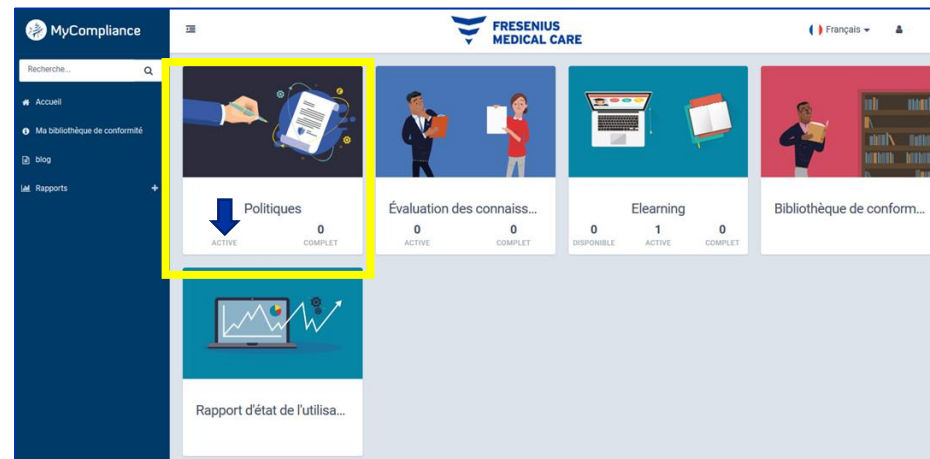 MyCompliance
FRESENIUS
MEDICAL CARE
Français
Recherche...
Accueil
Ma bibliothèque de conformité
blog
Rapports
Politiques
0
ACTIVE
COMPLET
Évaluation des connaiss...
0
0
ACTIVE
COMPLET
Elearning
0
1
0
DISPONIBLE
ACTIVE
COMPLET
Bibliothèque de conform...
Rapport d'état de l'utilisa...